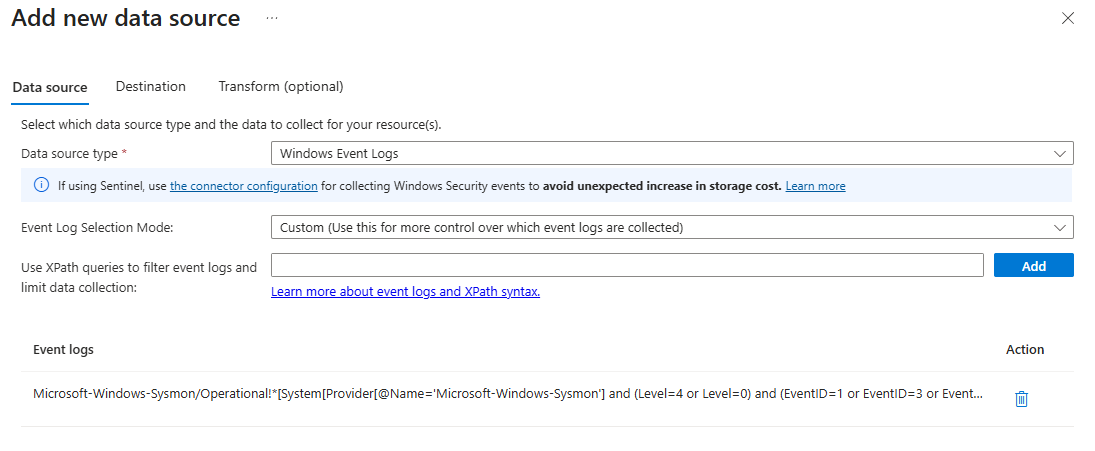 Add new data source ...
Data source Destination Transform (optional)
Select which data source type and the data to collect for your resource(s).
Data source type * Windows Event Logs
If using Sentinel, use the connector configuration for collecting Windows Security events to avoid unexpected increase in storage cost. Learn more
Event Log Selection Mode: Custom (Use this for more control over which event logs are collected)
Use XPath queries to filter event logs and
limit data collection:
Add
Learn more about event logs and XPath syntax.
Event logs Action
Microsoft-Windows-Sysmon/Operational!*[System[Provider[@Name='Microsoft-Windows-Sysmon'] and (Level=4 or Level=0) and (EventID=1 or EventID=3 or Event...